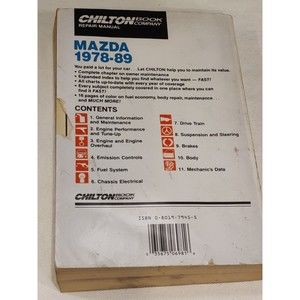 CHILTON BOOK COMPANY
REPAIR MANUAL
MAZDA
1978-89
You paid a lot for your car ... Let CHILTON help you to maintain its value.
• Complete chapter on owner maintenance
• Expanded index to help you find whatever you want — FAST!
• All charts up-to-date with every year of car covered
• Every subject completely covered in one place where you can
find it FAST!
• 16 pages of color on fuel economy, body repair, maintenance...
and MUCH MORE!
CONTENTS
1. General Information
and Maintenance
2. Engine Performance
and Tune-Up
3. Engine and Engine
Overhaul
4. Emission Controls
5. Fuel System
6. Chassis Electrical
7. Drive Train
8. Suspension and Steering
9. Brakes
10. Body
11. Mechanic's Data
CHILTON BOOK COMPANY
ISBN 0-8019-7945-1